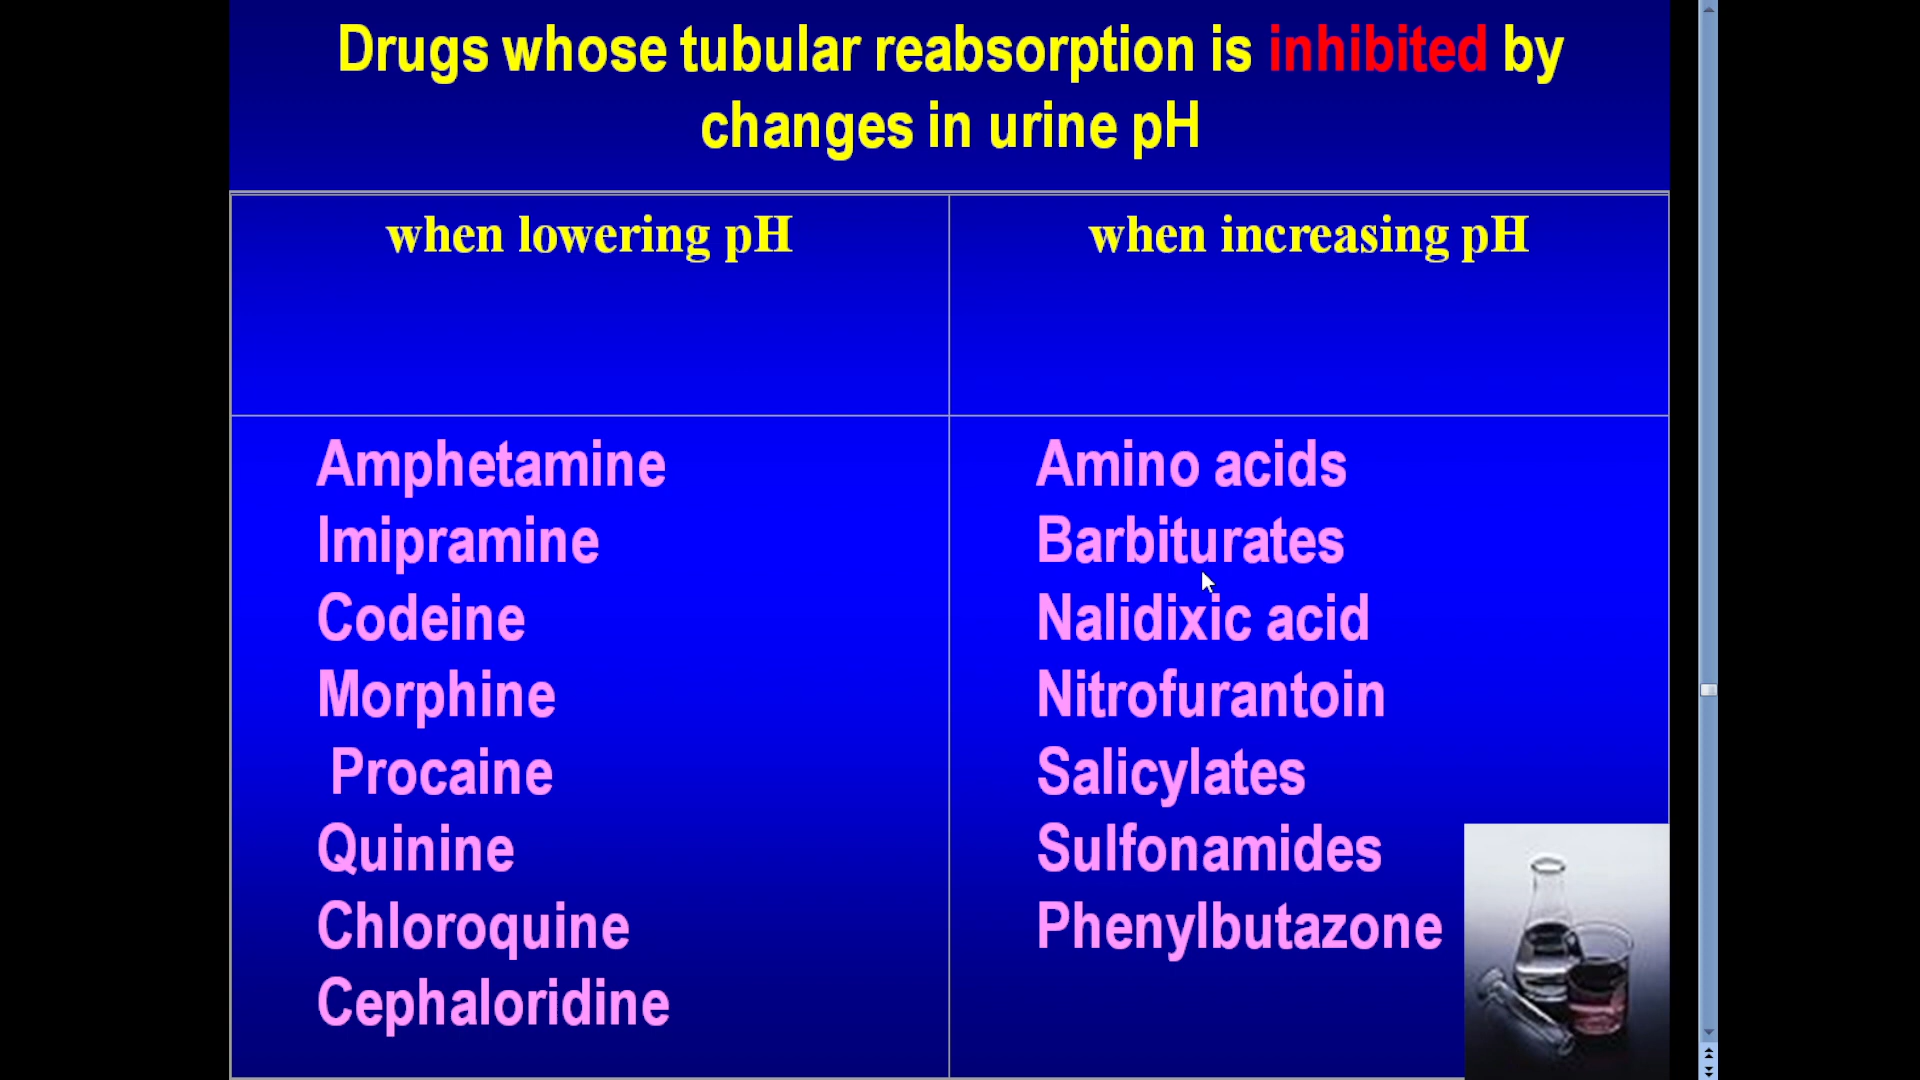 Drugs whose tubular reabsorption is inhibited by
changes in urine pH
when lowering pH
when increasing pH
Amphetamine
Imipramine
Codeine
Morphine
Procaine
Quinine
Chloroquine
Cephaloridine
Amino acids
Barbiturates
Nalidixic acid
Nitrofurantoin
Salicylates
Sulfonamides
Phenylbutazone